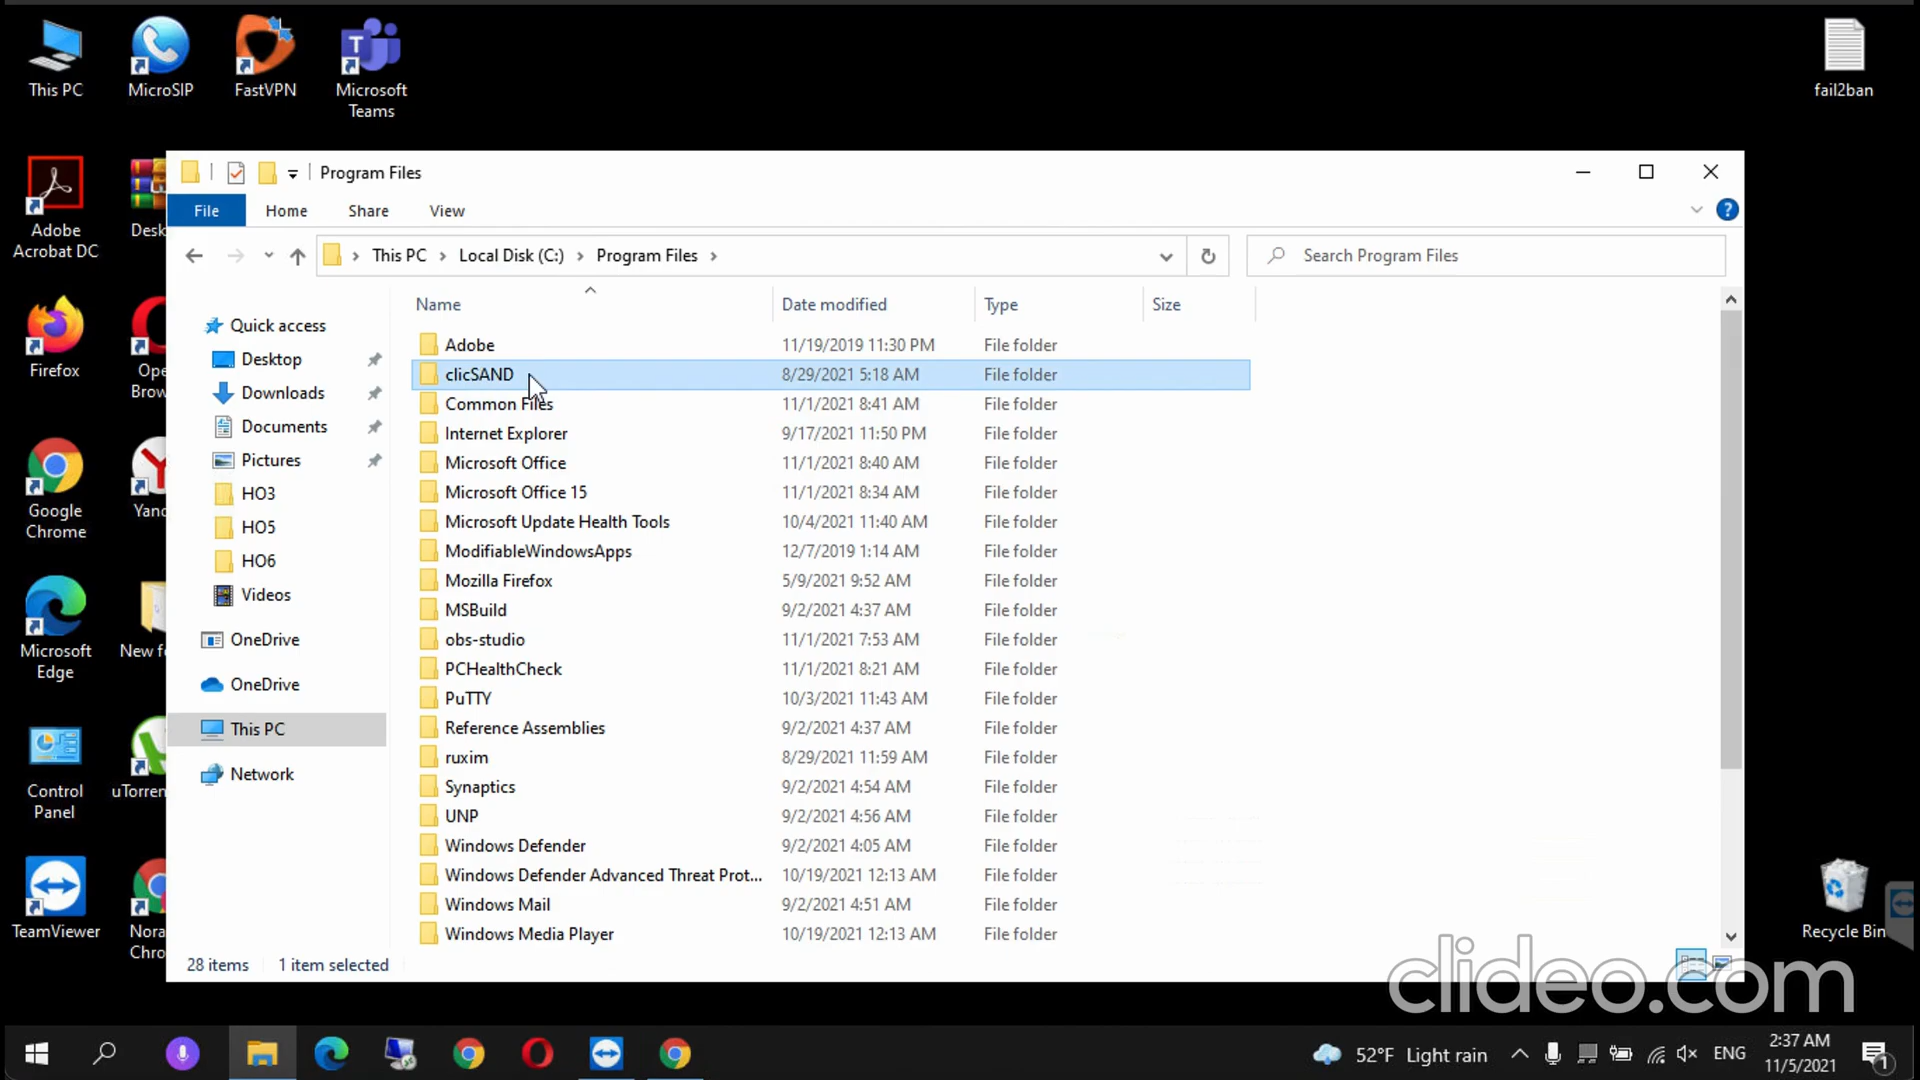 This PC
MicroSIP
FastVPN
Microsoft
Teams
fail2ban
Adobe
Acrobat DC
Desk
Firefox
Ope
Brow
Google
Chrome
Yand
Microsoft
Edge
New fo
Control
Panel
uTorren
TeamViewer
Nora
Chro
Recycle Bin
Program Files
File Home Share View
This PC Local Disk (C:) Program Files
Search Program Files
Name Date modified Type Size
Quick access
Desktop
Downloads
Documents
Pictures
HO3
HO5
HO6
Videos
OneDrive
OneDrive
This PC
Network
Adobe 11/19/2019 11:30 PM File folder
clicSAND 8/29/2021 5:18 AM File folder
Common Files 11/1/2021 8:41 AM File folder
Internet Explorer 9/17/2021 11:50 PM File folder
Microsoft Office 11/1/2021 8:40 AM File folder
Microsoft Office 15 11/1/2021 8:34 AM File folder
Microsoft Update Health Tools 10/4/2021 11:40 AM File folder
ModifiableWindowsApps 12/7/2019 1:14 AM File folder
Mozilla Firefox 5/9/2021 9:52 AM File folder
MSBuild 9/2/2021 4:37 AM File folder
obs-studio 11/1/2021 7:53 AM File folder
PCHealthCheck 11/1/2021 8:21 AM File folder
PuTTY 10/3/2021 11:43 AM File folder
Reference Assemblies 9/2/2021 4:37 AM File folder
ruxim 8/29/2021 11:59 AM File folder
Synaptics 9/2/2021 4:54 AM File folder
UNP 9/2/2021 4:56 AM File folder
Windows Defender 9/2/2021 4:05 AM File folder
Windows Defender Advanced Threat Prot... 10/19/2021 12:13 AM File folder
Windows Mail 9/2/2021 4:51 AM File folder
Windows Media Player 10/19/2021 12:13 AM File folder
28 items 1 item selected
clideo.com
52°F Light rain
ENG
2:37 AM
11/5/2021
1